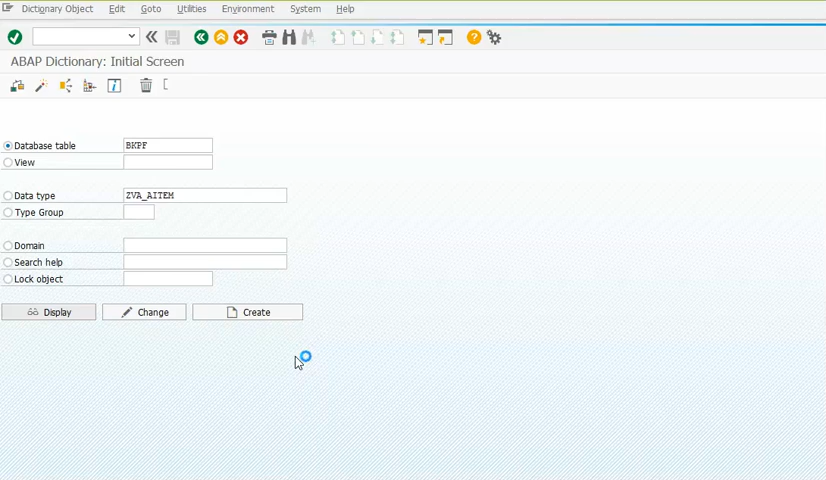 Dictionary Object Edit Goto Utilities Environment System Help
ABAP Dictionary: Initial Screen
Database table BKPF
View
Data type ZVA_AITEM
Type Group
Domain
Search help
Lock object
Display Change Create